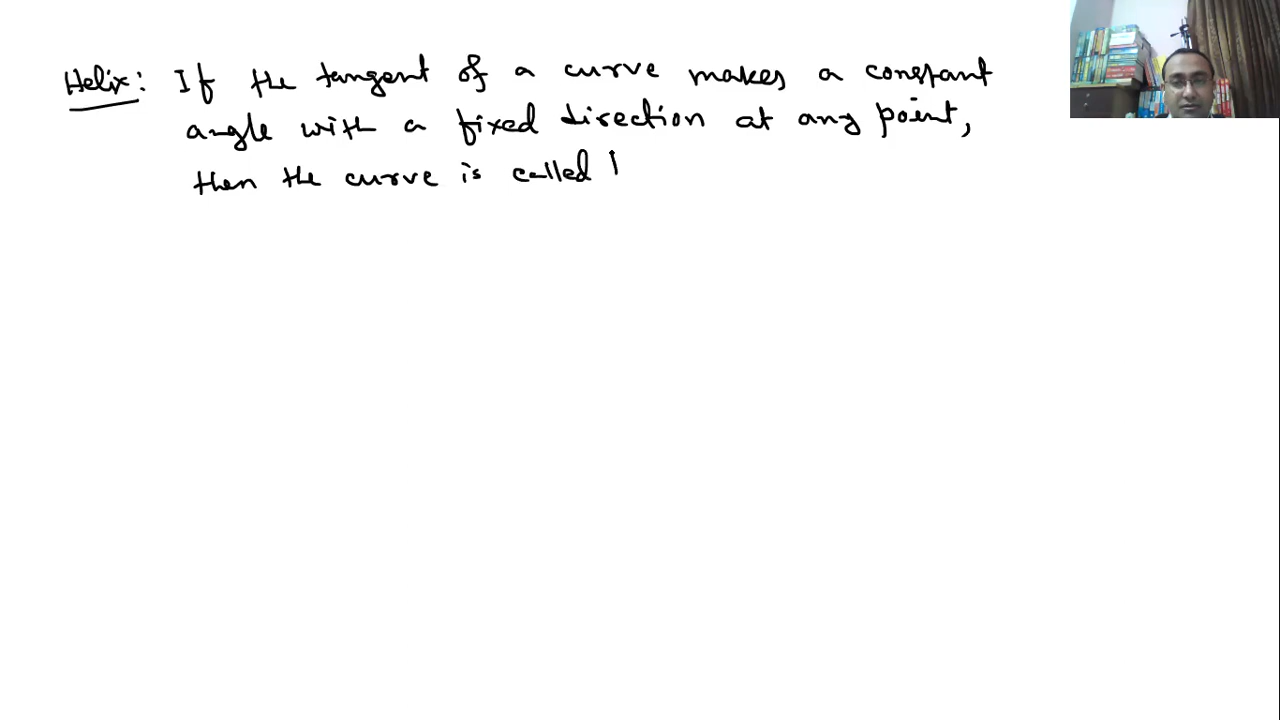 Helix: If the tangent of a curve makes a constant
angle with a fixed direction at any point,
then the curve is called